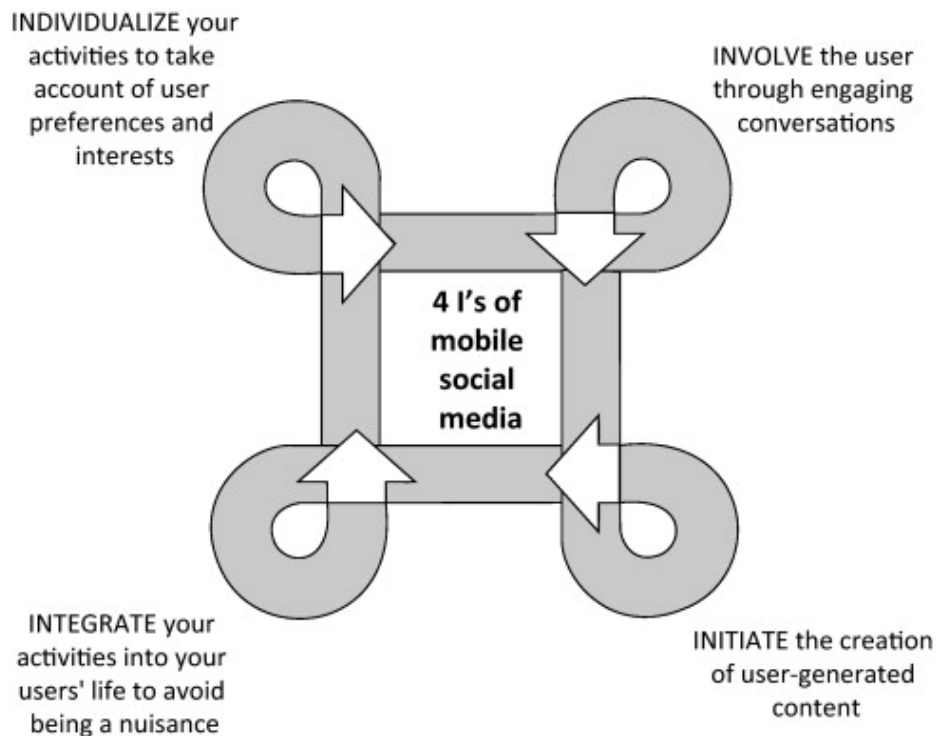 INDIVIDUALIZE your
activities to take
account of user
preferences and
interests
INVOLVE the user
through engaging
conversations
4 I's of
mobile
social
media
INTEGRATE your
activities into your
users' life to avoid
being a nuisance
INITIATE the creation
of user-generated
content